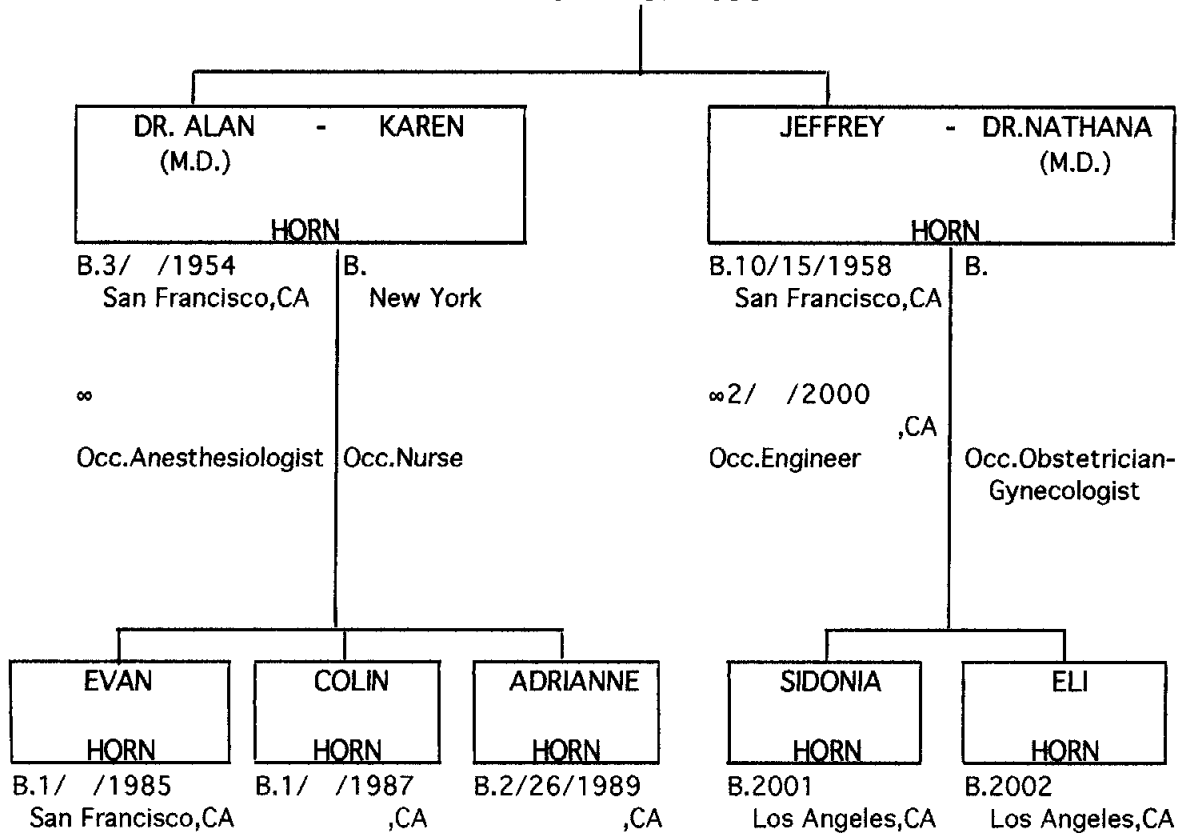 DR. ALAN - KAREN
(M.D.)
HORN
B.3/ /1954 B.
San Francisco,CA New York
∞
Occ.Anesthesiologist Occ.Nurse
JEFFREY - DR.NATHANA
(M.D.)
HORN
B.10/15/1958 B.
San Francisco,CA
∞2/ /2000
,CA
Occ.Engineer Occ.Obstetrician-
Gynecologist
EVAN
HORN
B.1/ /1985
San Francisco,CA
COLIN
HORN
B.1/ /1987
,CA
ADRIANNE
HORN
B.2/26/1989
,CA
SIDONIA
HORN
B.2001
Los Angeles,CA
ELI
HORN
B.2002
Los Angeles,CA